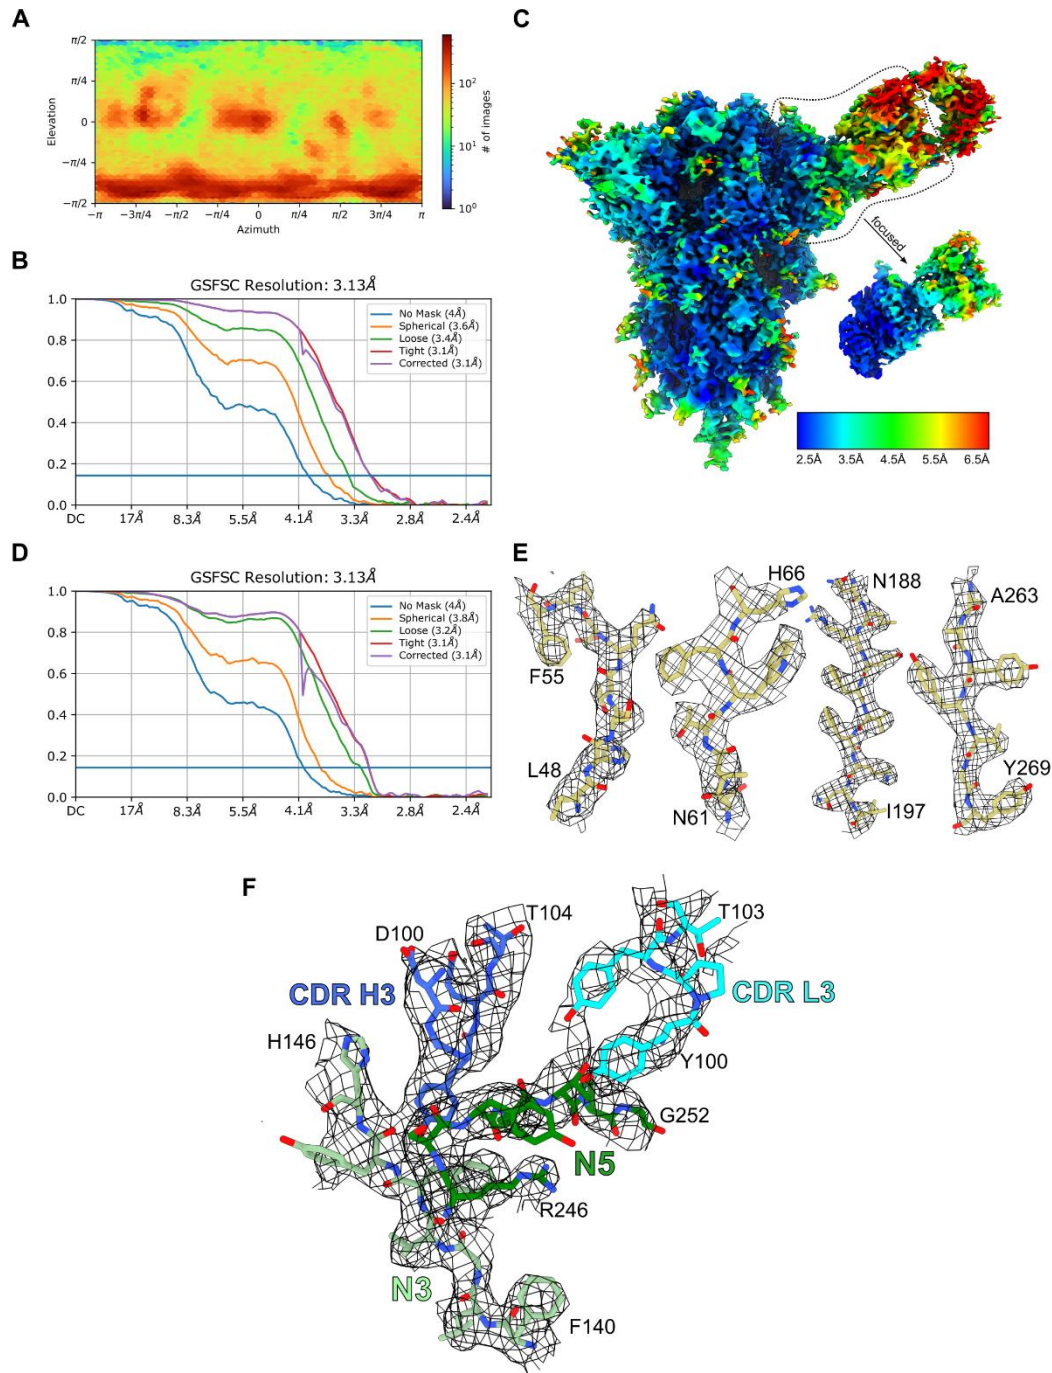 A
π/2
π/4
0
−π/4
−π/2
Elevation
−π
−3π/4
−π/2
−π/4
0
π/4
π/2
3π/4
π
Azimuth
10²
10¹
10⁰
# of images
B
GSFSC Resolution: 3.13Å
1.0
0.8
0.6
0.4
0.2
0.0
No Mask (4Å)
Spherical (3.6Å)
Loose (3.4Å)
Tight (3.1Å)
Corrected (3.1Å)
DC
17Å
8.3Å
5.5Å
4.1Å
3.3Å
2.8Å
2.4Å
C
focused
2.5Å
3.5Å
4.5Å
5.5Å
6.5Å
D
GSFSC Resolution: 3.13Å
1.0
0.8
0.6
0.4
0.2
0.0
No Mask (4Å)
Spherical (3.8Å)
Loose (3.2Å)
Tight (3.1Å)
Corrected (3.1Å)
DC
17Å
8.3Å
5.5Å
4.1Å
3.3Å
2.8Å
2.4Å
E
F55
L48
H66
N61
N188
I197
A263
Y269
F
D100
T104
T103
CDR H3
CDR L3
H146
Y100
G252
N5
R246
N3
F140